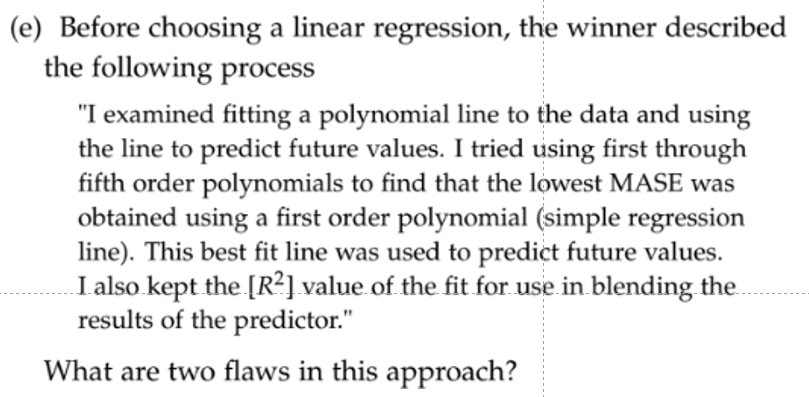 (e) Before choosing a linear regression, the winner described
the following process
"I examined fitting a polynomial line to the data and using
the line to predict future values. I tried using first through
fifth order polynomials to find that the lowest MASE was
obtained using a first order polynomial (simple regression
line). This best fit line was used to predict future values.
I also kept the [R²] value of the fit for use in blending the
results of the predictor."
What are two flaws in this approach?